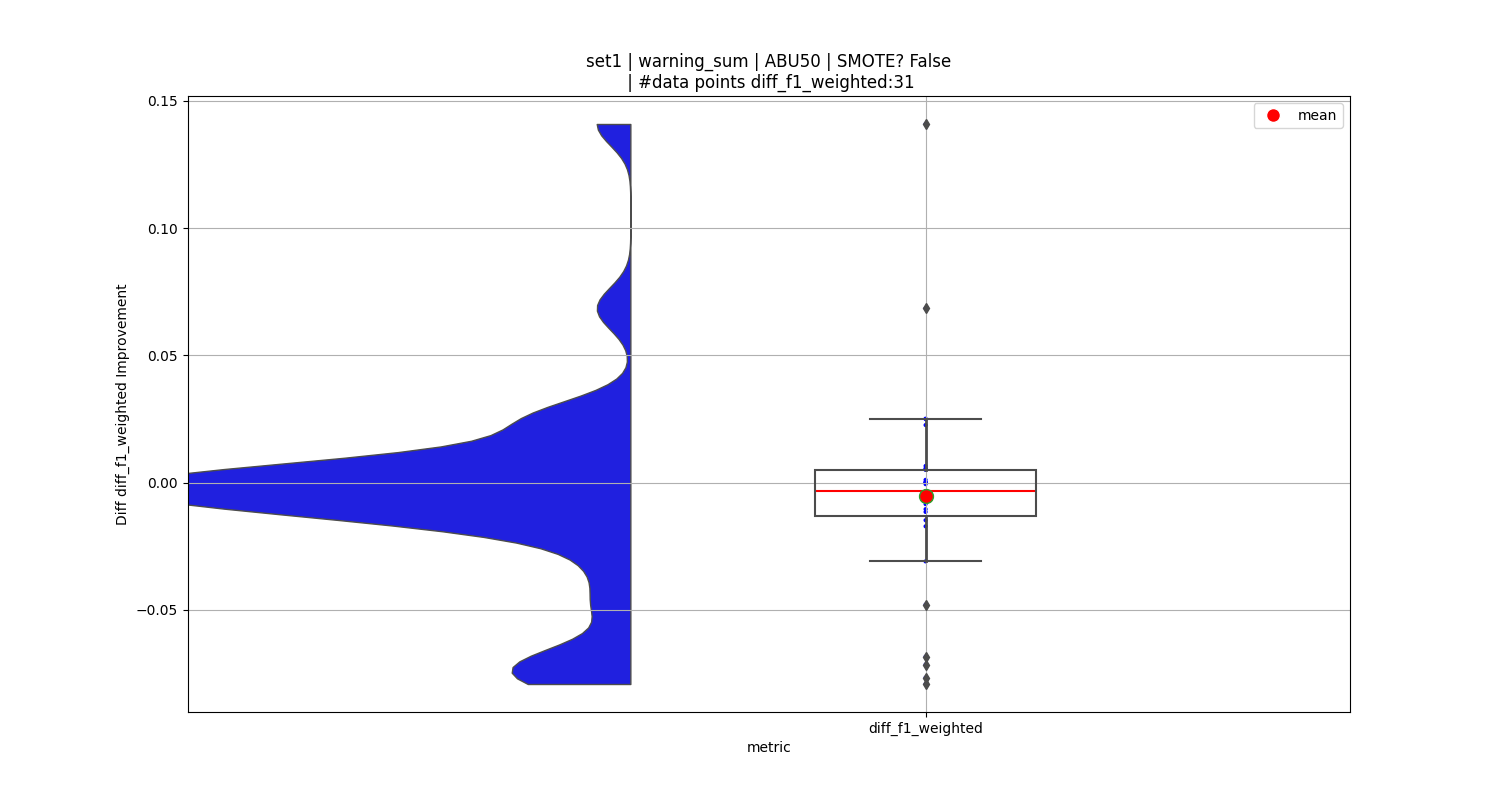 set1 | warning_sum | ABU50 | SMOTE? False
| #data points diff_f1_weighted:31
mean
0.15
0.10
0.05
0.00
−0.05
Diff diff_f1_weighted Improvement
diff_f1_weighted
metric